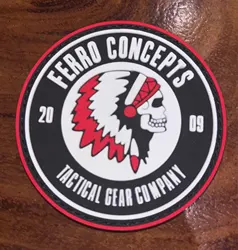 FERRO CONCEPTS
20 09
TACTICAL GEAR COMPANY